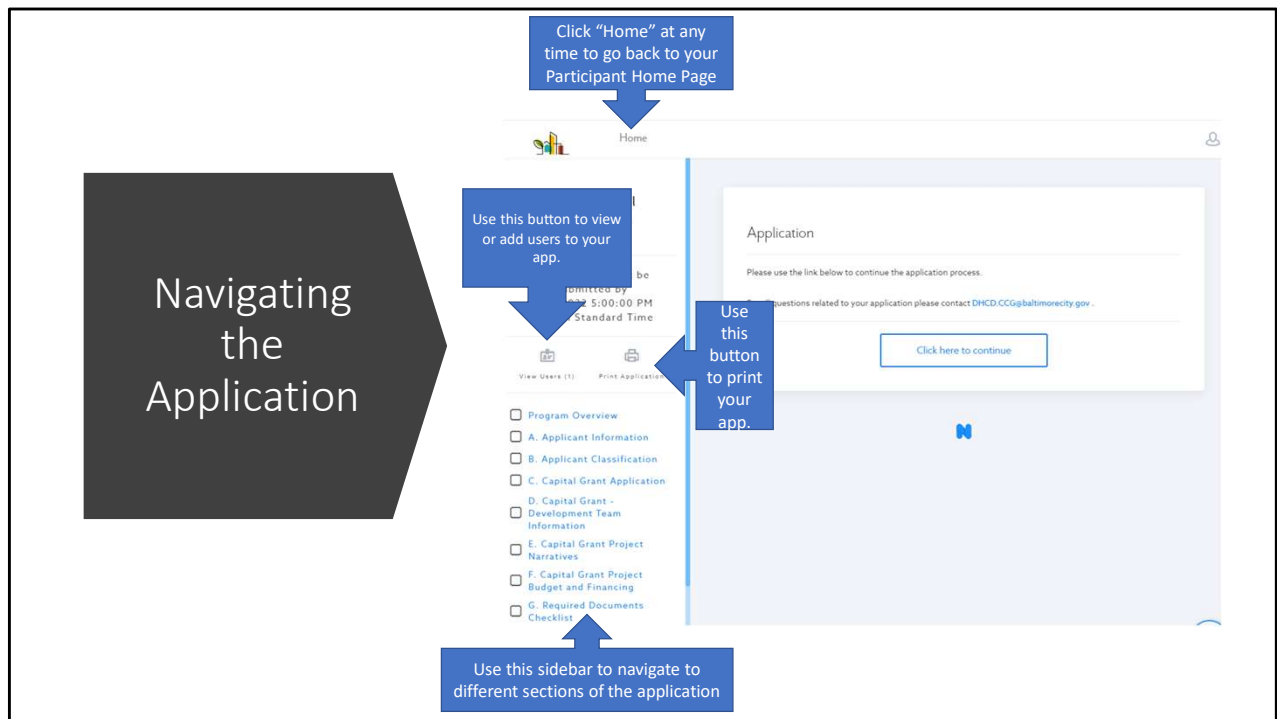 Click “Home” at any
time to go back to your
Participant Home Page
Home
Navigating
the
Application
Use this button to view
or add users to your
app.
be
by
5:00:00 PM
Standard Time
View Users (1)
Print Application
Use
this
button
to print
your
app.
Application
Please use the link below to continue the application process.
questions related to your application please contact DHCD.CCG@baltimorecity.gov .
Click here to continue
Program Overview
A. Applicant Information
B. Applicant Classification
C. Capital Grant Application
D. Capital Grant -
Development Team
Information
E. Capital Grant Project
Narratives
F. Capital Grant Project
Budget and Financing
G. Required Documents
Checklist
Use this sidebar to navigate to
different sections of the application